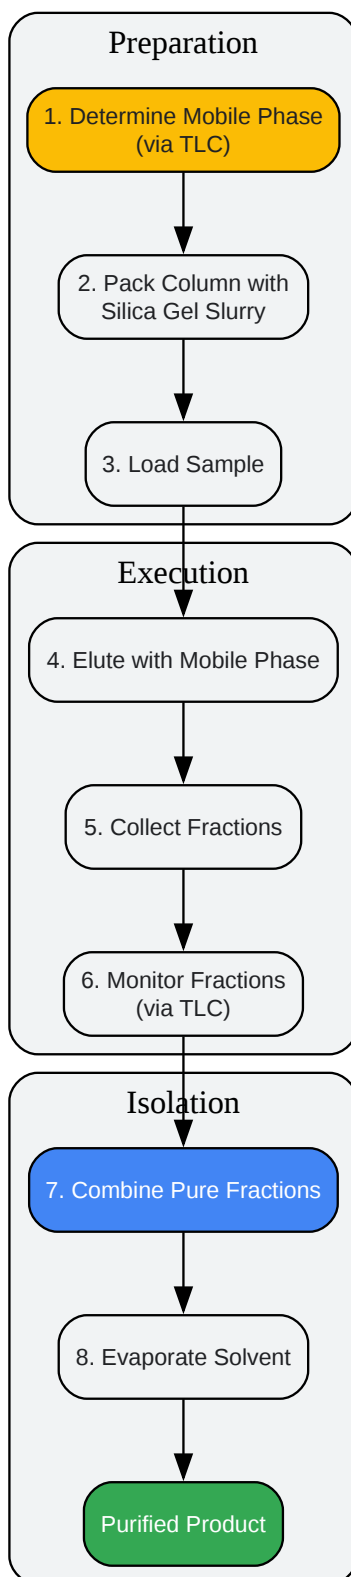 Preparation
1. Determine Mobile Phase
(via TLC)
2. Pack Column with
Silica Gel Slurry
3. Load Sample
Execution
4. Elute with Mobile Phase
5. Collect Fractions
6. Monitor Fractions
(via TLC)
Isolation
7. Combine Pure Fractions
8. Evaporate Solvent
Purified Product